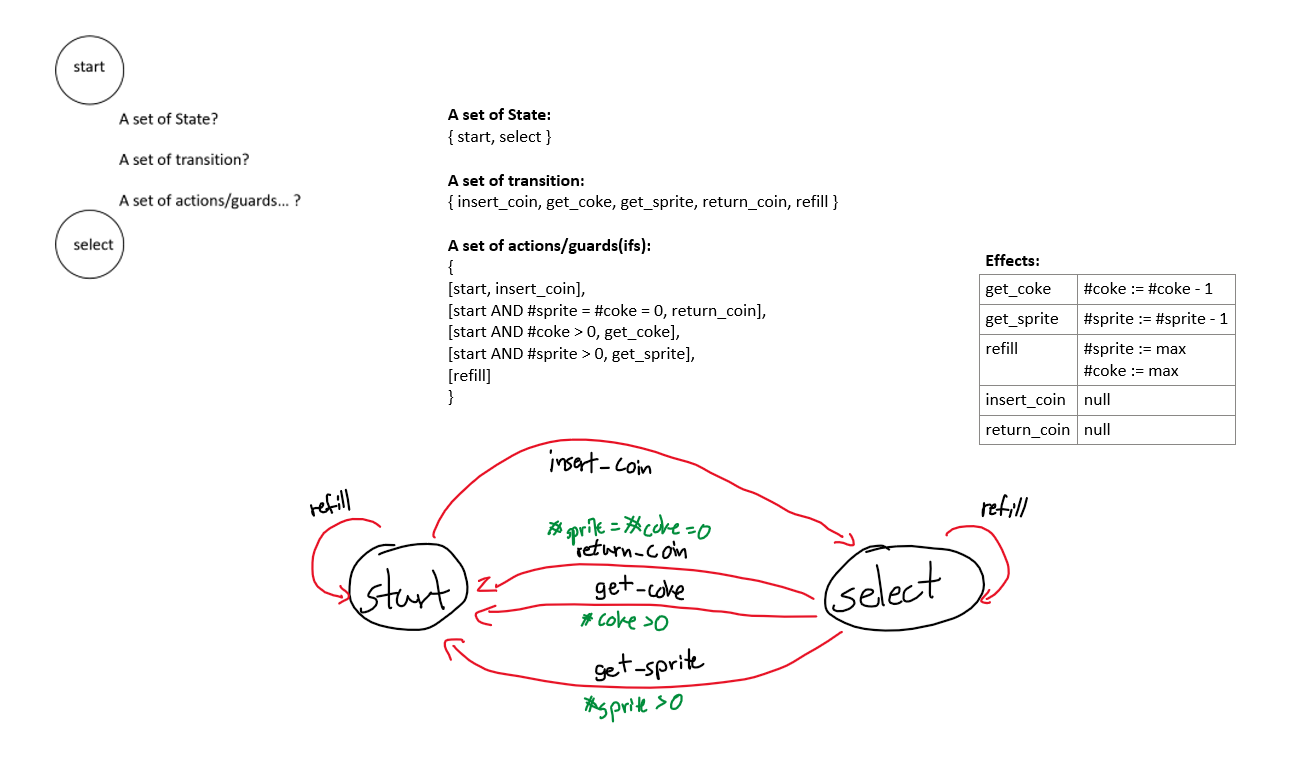 start
A set of State?
A set of transition?
A set of actions/guards... ?
select
A set of State:
{ start, select }
A set of transition:
{ insert_coin, get_coke, get_sprite, return_coin, refill }
A set of actions/guards(ifs):
{
[start, insert_coin],
[start AND #sprite = #coke = 0, return_coin],
[start AND #coke > 0, get_coke],
[start AND #sprite > 0, get_sprite],
[refill]
}
Effects:
get_coke #coke := #coke - 1
get_sprite #sprite := #sprite - 1
refill #sprite := max
#coke := max
insert_coin null
return_coin null
insert_coin
refill
refill
#sprite = #coke = 0
return_coin
start
select
get_coke
#coke >0
get_sprite
#sprite >0